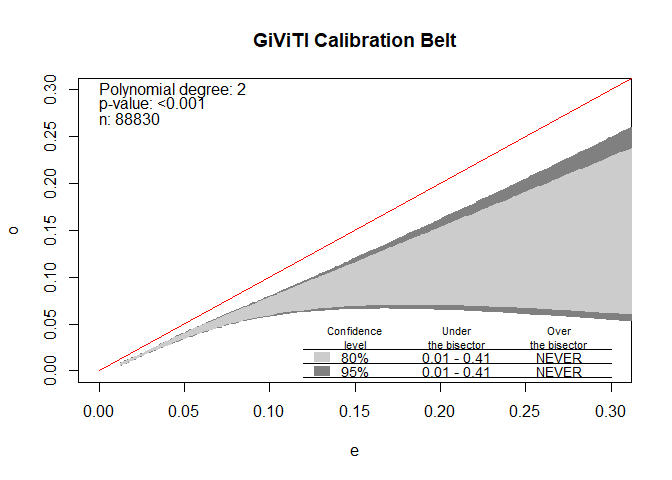 GiViTI Calibration Belt
Polynomial degree: 2
p-value: <0.001
n: 88830
0.30
0.25
0.20
0.15
0.10
0.05
0.00
o
Confidence level Under the bisector Over the bisector
80% 0.01 - 0.41 NEVER
95% 0.01 - 0.41 NEVER
0.00 0.05 0.10 0.15 0.20 0.25 0.30
e